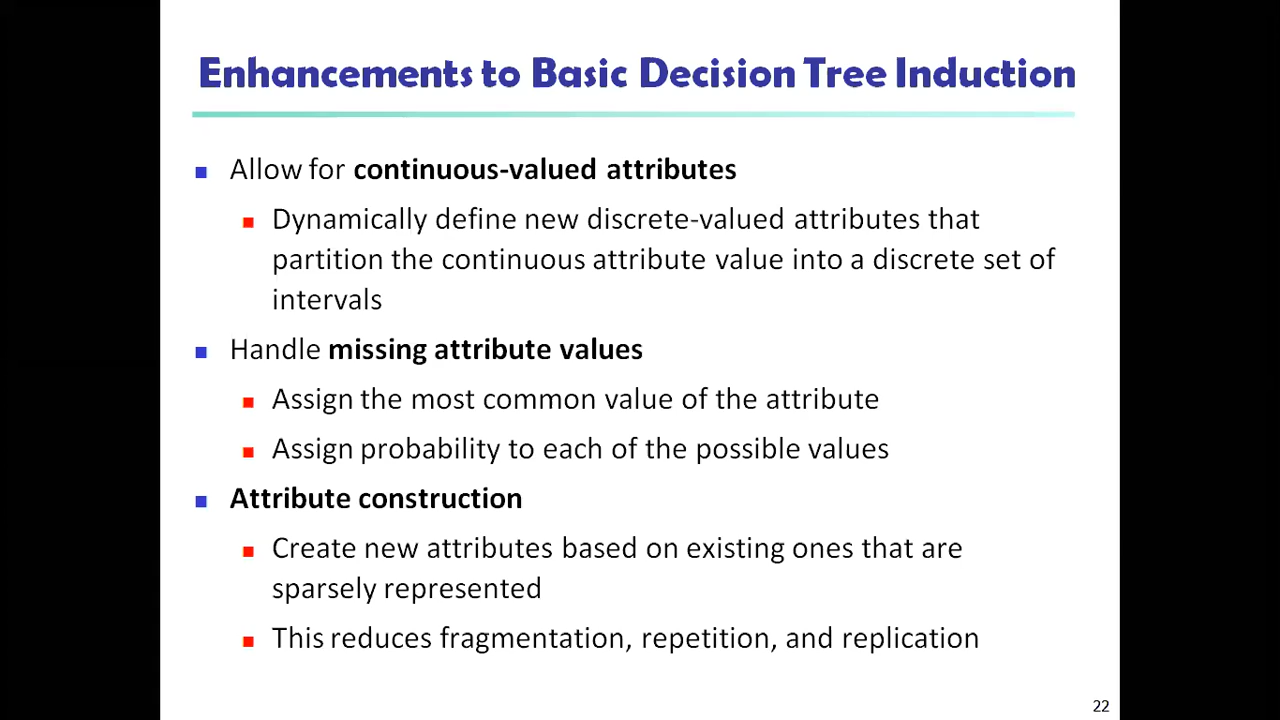 Enhancements to Basic Decision Tree Induction
Allow for continuous-valued attributes
Dynamically define new discrete-valued attributes that
partition the continuous attribute value into a discrete set of
intervals
Handle missing attribute values
Assign the most common value of the attribute
Assign probability to each of the possible values
Attribute construction
Create new attributes based on existing ones that are
sparsely represented
This reduces fragmentation, repetition, and replication
22